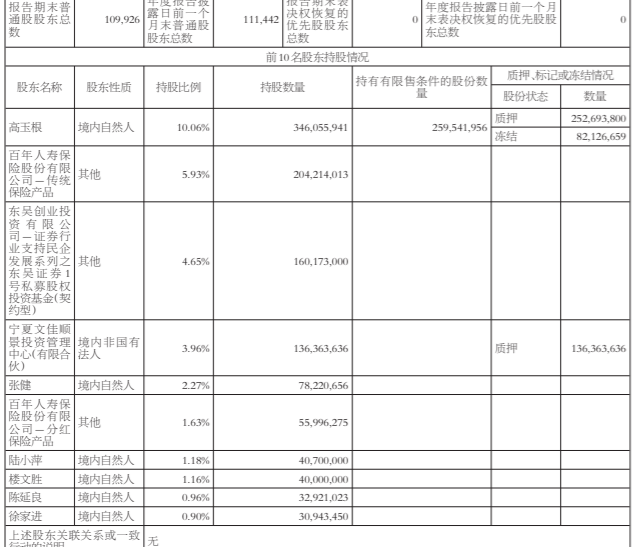 报告期末普通股股东总数 109,926 年度报告披露日前一个月末普通股股东总数 111,442 报告期末表决权恢复的优先股股东总数 0 年度报告披露日前一个月末表决权恢复的优先股股东总数 0
前10名股东持股情况
股东名称 股东性质 持股比例 持股数量 持有有限售条件的股份数量 质押、标记或冻结情况
股份状态 数量
高玉根 境内自然人 10.06% 346,055,941 259,541,956 质押 252,693,800
冻结 82,126,659
百年人寿保险股份有限公司－传统保险产品 其他 5.93% 204,214,013
东吴创业投资有限公司－证券行业支持民企发展系列之东吴证券1号私募股权投资基金(契约型) 其他 4.65% 160,173,000
宁夏文佳顺景投资管理中心(有限合伙) 境内非国有法人 3.96% 136,363,636 质押 136,363,636
张健 境内自然人 2.27% 78,220,656
百年人寿保险股份有限公司－分红保险产品 其他 1.63% 55,996,275
陆小萍 境内自然人 1.18% 40,700,000
楼文胜 境内自然人 1.16% 40,000,000
陈延良 境内自然人 0.96% 32,921,023
徐家进 境内自然人 0.90% 30,943,450
上述股东关联关系或一致行动的说明 无